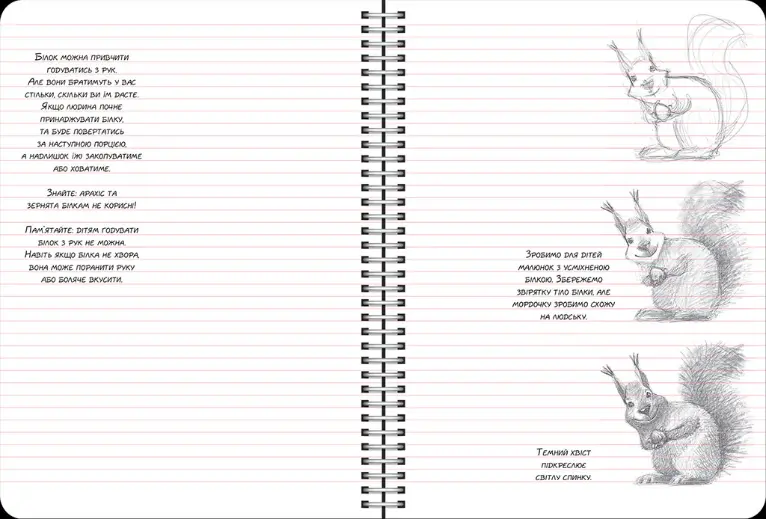 Білок можна привчити
годуватись з рук.
Але вони братимуть у вас
стільки, скільки ви їм дасте.
Якщо людина почне
принаджувати білку,
та буде повертатись
за наступною порцією,
а надлишок їжі закопуватиме
або ховатиме.
Знайте: арахіс та
зернята білкам не корисні!
Пам'ятайте: дітям годувати
білок з рук не можна.
Навіть якщо білка не хвора,
вона може поранити руку
або боляче вкусити.
Зробимо для дітей
малюнок з усміхненою
білкою. Збережемо
звірятку тіло білки, але
мордочку зробимо схожу
на людську.
Темний хвіст
підкреслює
світлу спинку.